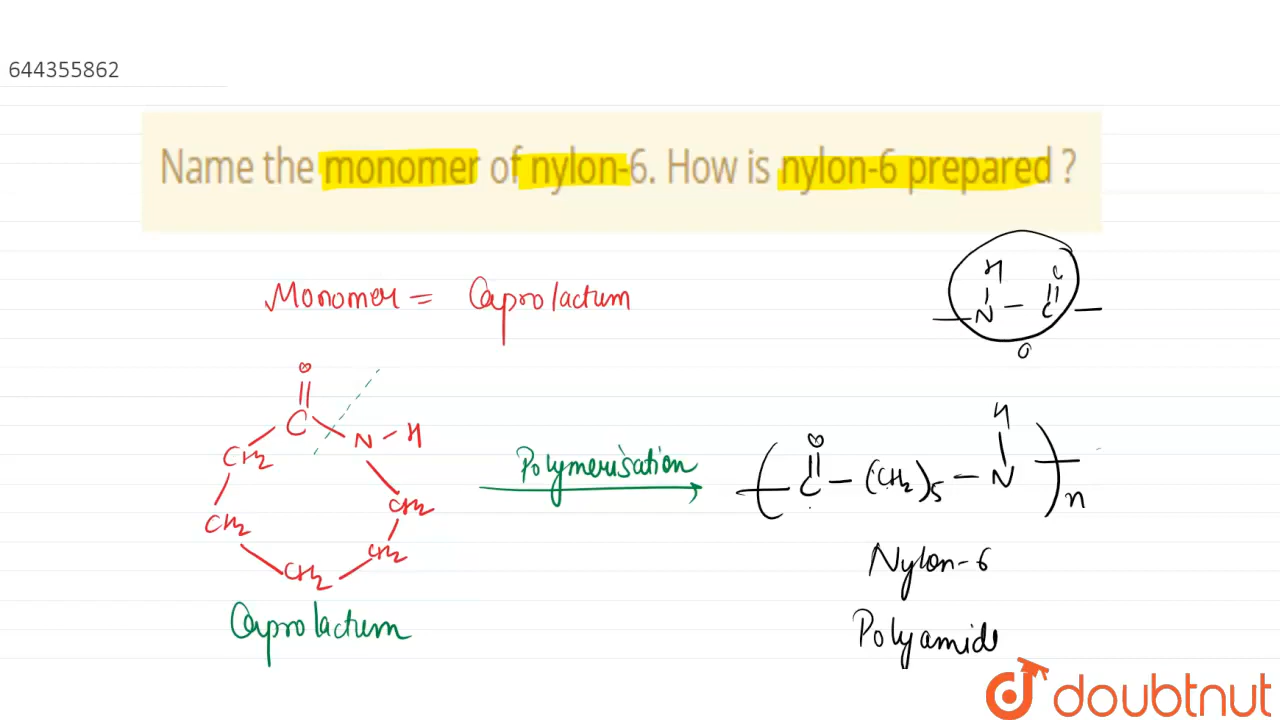 644355862
Name the monomer of nylon-6. How is nylon-6 prepared ?
Monomer = Caprolactum
H
O
N - C
O
C
N - H
CH2
CH2
CH2
CH2
CH2
Caprolactum
Polymerisation
O
H
( C - (CH2)5 - N )n
Nylon-6
Polyamide
doubtnut